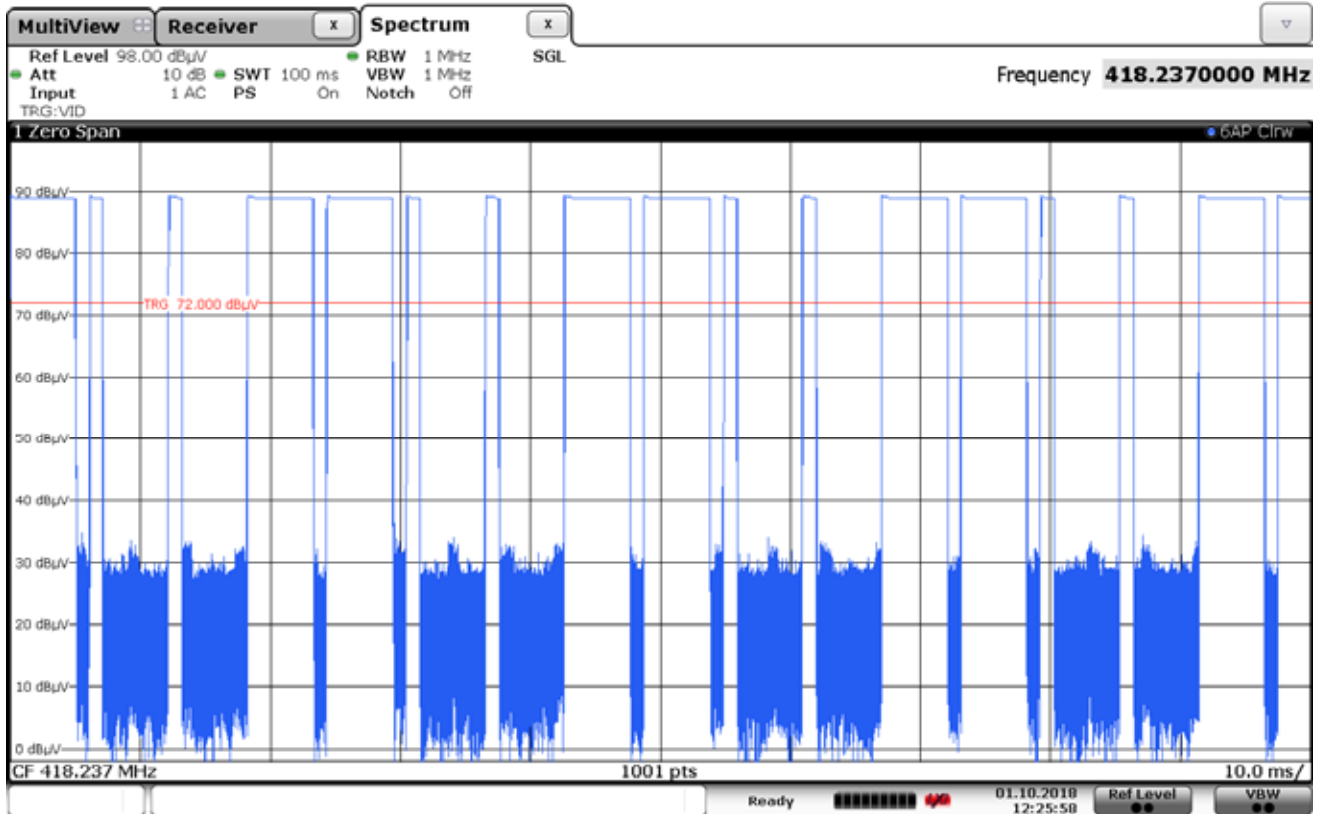 MultiView Receiver X Spectrum X
Ref Level 98.00 dBµV RBW 1 MHz SGL
Att 10 dB SWT 100 ms VBW 1 MHz Frequency 418.2370000 MHz
Input 1 AC PS On Notch Off
TRG:VID
1 Zero Span 6AP Clrw
90 dBµV
80 dBµV
TRG 72.000 dBµV
70 dBµV
60 dBµV
50 dBµV
40 dBµV
30 dBµV
20 dBµV
10 dBµV
0 dBµV
CF 418.237 MHz 1001 pts 10.0 ms/
Ready 01.10.2018 Ref Level VBW
12:25:58